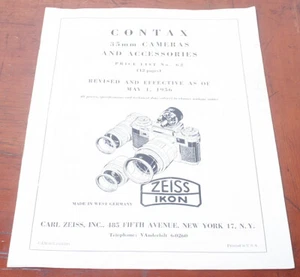 CONTAX
35mm CAMERAS
AND ACCESSORIES
PRICE LIST No.
REVISED AND EFFECTIVE AS OF
MAY 1, 1956
ZEISS
IKON
MADE IN WEST GERMANY
CARL ZEISS, INC., 485 FIFTH AVENUE, NEW YORK 17, N.Y.
Telephone: